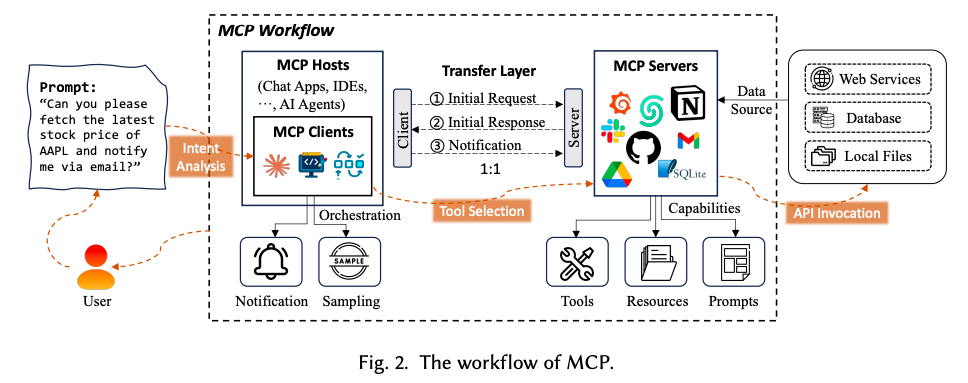 MCP Workflow
Prompt:
"Can you please
fetch the latest
stock price of
AAPL and notify
me via email?"
User
Intent
Analysis
MCP Hosts
(Chat Apps, IDEs,
···, AI Agents)
MCP Clients
Orchestration
Notification
Sampling
SAMPLE
Transfer Layer
Client
① Initial Request
② Initial Response
③ Notification
1:1
Server
Tool Selection
MCP Servers
N
SQLite
Capabilities
Tools
Resources
Prompts
Data
Source
API Invocation
Web Services
Database
Local Files
Fig. 2. The workflow of MCP.